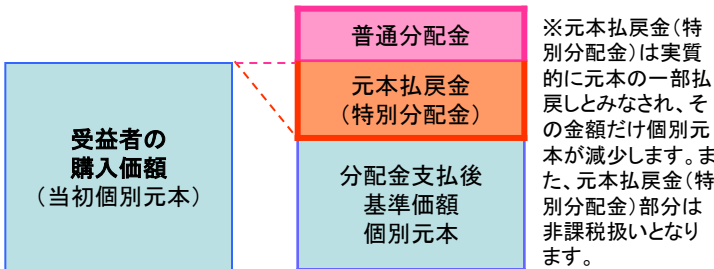 受益者の
購入価額
（当初個別元本）
普通分配金
元本払戻金
（特別分配金）
分配金支払後
基準価額
個別元本
※元本払戻金（特
別分配金）は実質
的に元本の一部払
戻しとみなされ、そ
の金額だけ個別元
本が減少します。ま
た、元本払戻金（特
別分配金）部分は
非課税扱いとなり
ます。